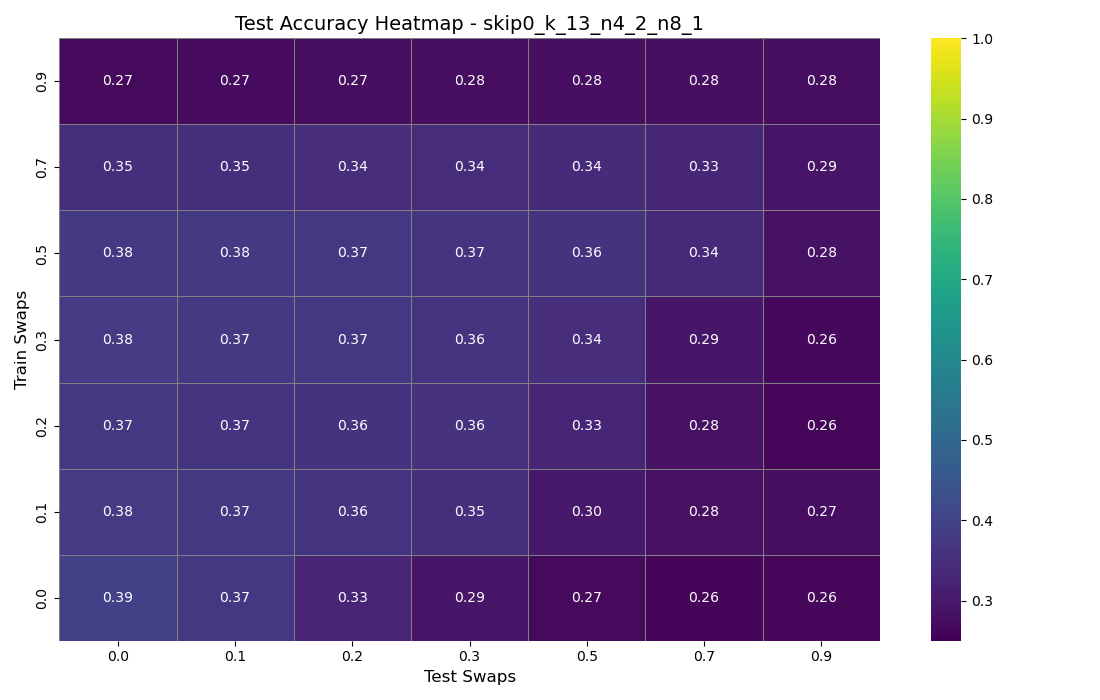 Test Accuracy Heatmap - skip0_k_13_n4_2_n8_1
Train Swaps
0.9 0.27 0.27 0.27 0.28 0.28 0.28 0.28
0.7 0.35 0.35 0.34 0.34 0.34 0.33 0.29
0.5 0.38 0.38 0.37 0.37 0.36 0.34 0.28
0.3 0.38 0.37 0.37 0.36 0.34 0.29 0.26
0.2 0.37 0.37 0.36 0.36 0.33 0.28 0.26
0.1 0.38 0.37 0.36 0.35 0.30 0.28 0.27
0.0 0.39 0.37 0.33 0.29 0.27 0.26 0.26
0.0 0.1 0.2 0.3 0.5 0.7 0.9
Test Swaps
1.0
0.9
0.8
0.7
0.6
0.5
0.4
0.3